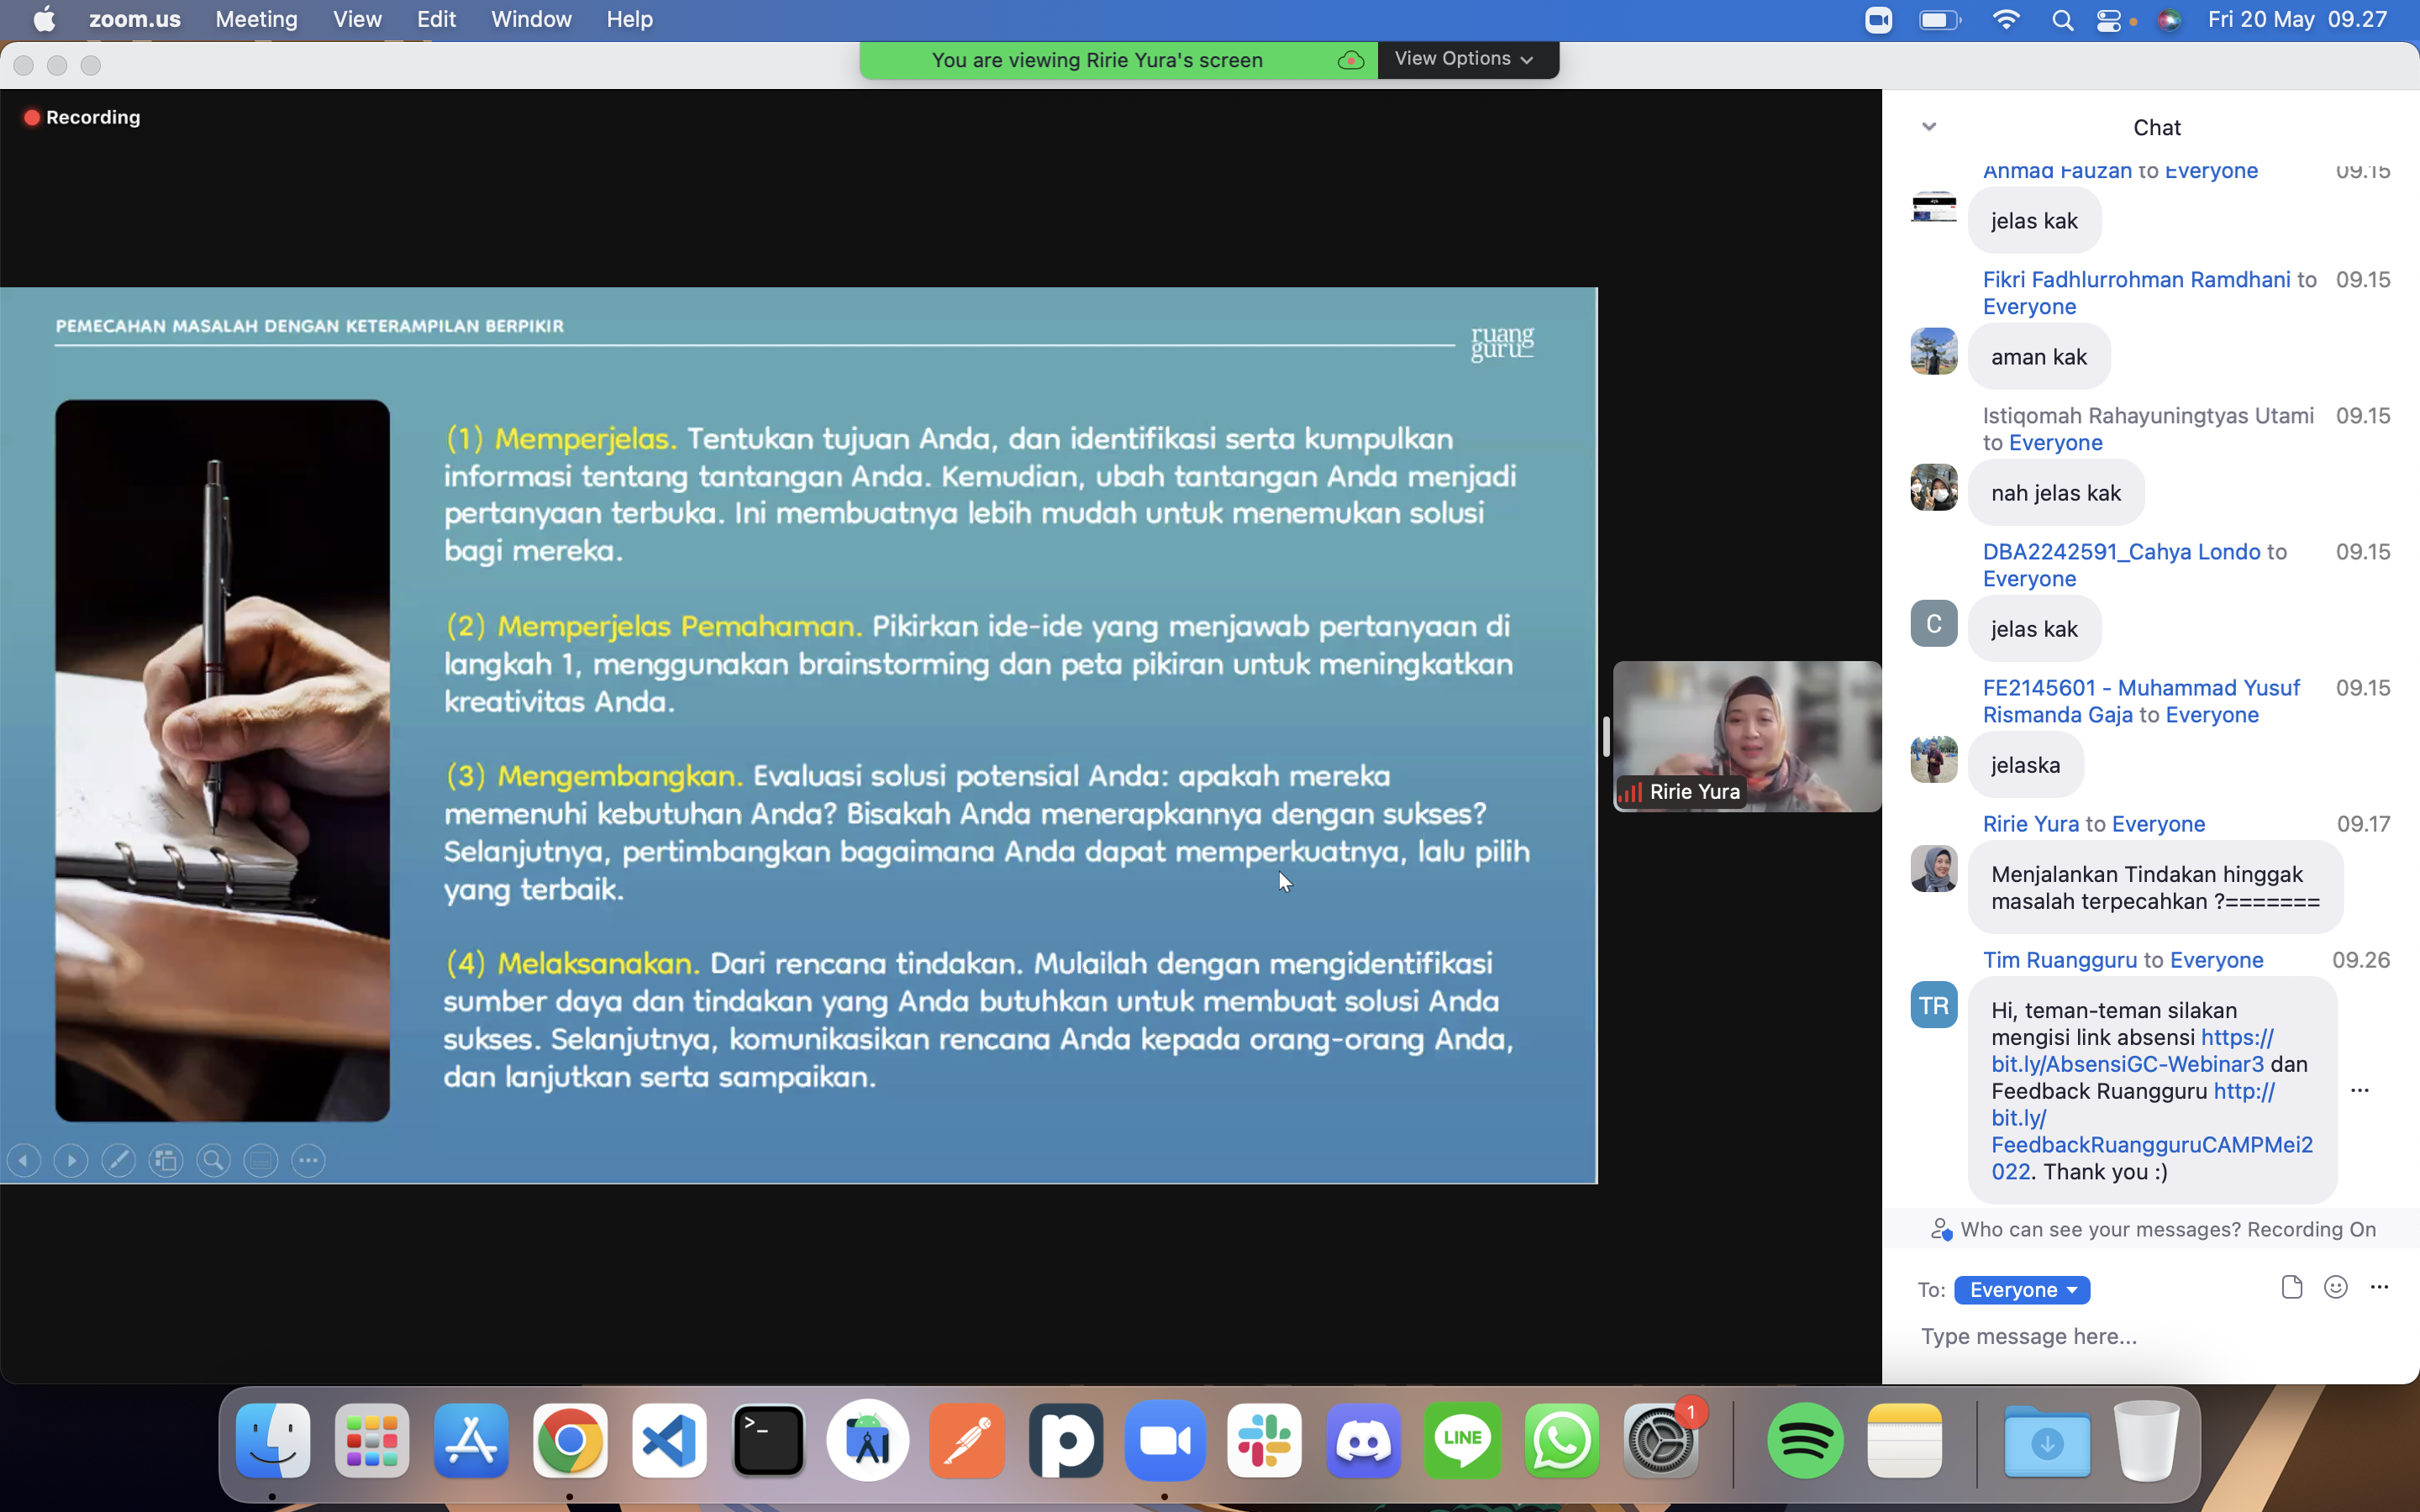 zoom.us Meeting View Edit Window Help
Fri 20 May 09.27
You are viewing Ririe Yura's screen
View Options
Recording
PEMECAHAN MASALAH DENGAN KETERAMPILAN BERPIKIR
ruang
guru
(1) Memperjelas. Tentukan tujuan Anda, dan identifikasi serta kumpulkan
informasi tentang tantangan Anda. Kemudian, ubah tantangan Anda menjadi
pertanyaan terbuka. Ini membuatnya lebih mudah untuk menemukan solusi
bagi mereka.
(2) Memperjelas Pemahaman. Pikirkan ide-ide yang menjawab pertanyaan di
langkah 1, menggunakan brainstorming dan peta pikiran untuk meningkatkan
kreativitas Anda.
(3) Mengembangkan. Evaluasi solusi potensial Anda: apakah mereka
memenuhi kebutuhan Anda? Bisakah Anda menerapkannya dengan sukses?
Selanjutnya, pertimbangkan bagaimana Anda dapat memperkuatnya, lalu pilih
yang terbaik.
(4) Melaksanakan. Dari rencana tindakan. Mulailah dengan mengidentifikasi
sumber daya dan tindakan yang Anda butuhkan untuk membuat solusi Anda
sukses. Selanjutnya, komunikasikan rencana Anda kepada orang-orang Anda,
dan lanjutkan serta sampaikan.
Ririe Yura
Chat
Ahmad Fauzan to Everyone 09.15
jelas kak
Fikri Fadhlurrohman Ramdhani to 09.15
Everyone
aman kak
Istiqomah Rahayuningtyas Utami 09.15
to Everyone
nah jelas kak
DBA2242591_Cahya Londo to 09.15
Everyone
C
jelas kak
FE2145601 - Muhammad Yusuf 09.15
Rismanda Gaja to Everyone
jelaska
Ririe Yura to Everyone 09.17
Menjalankan Tindakan hinggak
masalah terpecahkan ?=======
Tim Ruangguru to Everyone 09.26
TR
Hi, teman-teman silakan
mengisi link absensi https://
bit.ly/AbsensiGC-Webinar3 dan
Feedback Ruangguru http://
bit.ly/
FeedbackRuangguruCAMPMei2
022. Thank you :)
Who can see your messages? Recording On
To: Everyone
Type message here...
LINE
1